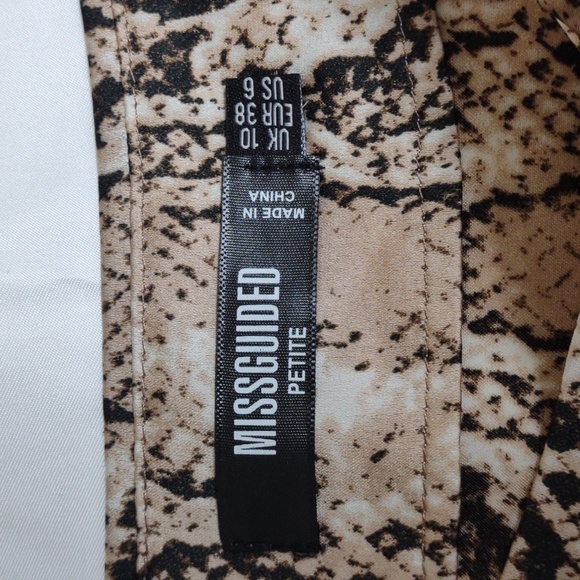 MISSGUIDED
PETITE
MADE IN
CHINA
UK 10
EUR 38
US 6